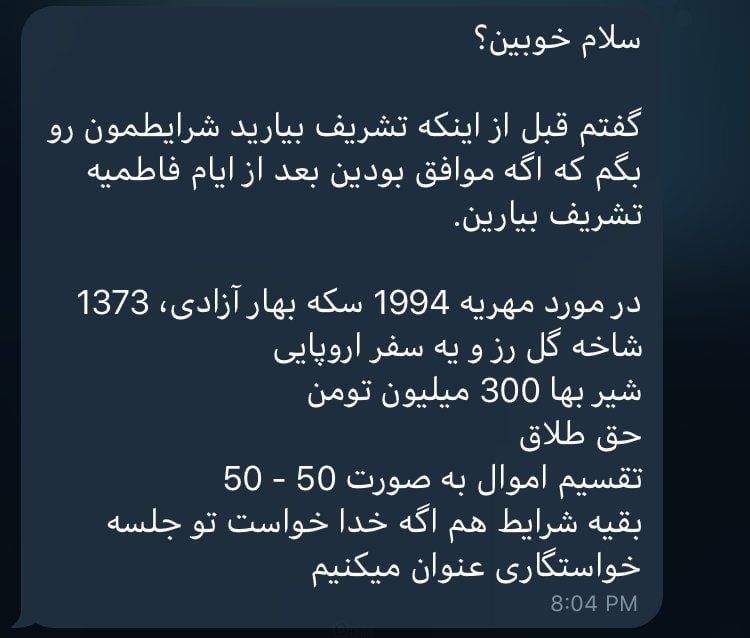 سلام خوبین؟
گفتم قبل از اینکه تشریف بیارید شرایطمون رو
بگم که اگه موافق بودین بعد از ایام فاطمیه
تشریف بیارین.
در مورد مهریه 1994 سکه بهار آزادی، 1373
شاخه گل رز و یه سفر اروپایی
شیر بها 300 میلیون تومن
حق طلاق
تقسیم اموال به صورت 50 - 50
بقیه شرایط هم اگه خدا خواست تو جلسه
خواستگاری عنوان میکنیم
8:04 PM